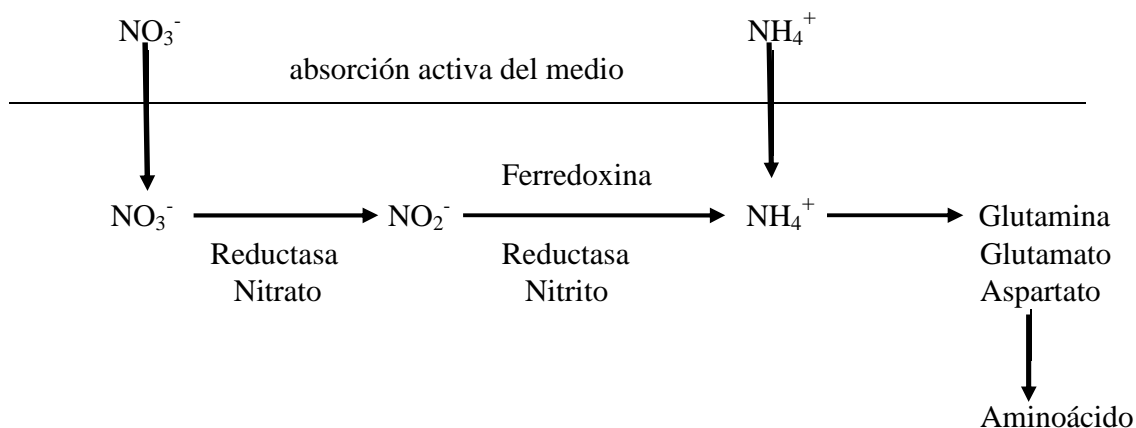 NO₃⁻ NH₄⁺
absorción activa del medio
Ferredoxina
NO₃⁻ NO₂⁻ NH₄⁺ Glutamina
Reductasa Reductasa Glutamato
Nitrato Nitrito Aspartato
Aminoácido